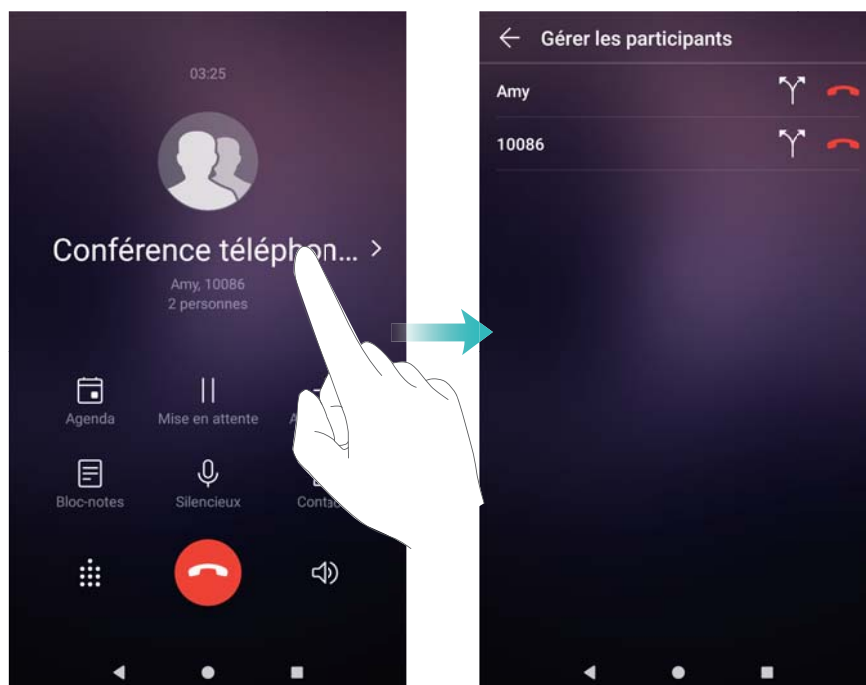 03:25
Conférence téléphon...
Amy, 10086
2 personnes
Agenda
Mise en attente
Bloc-notes
Silencieux
Gérer les participants
Amy
10086